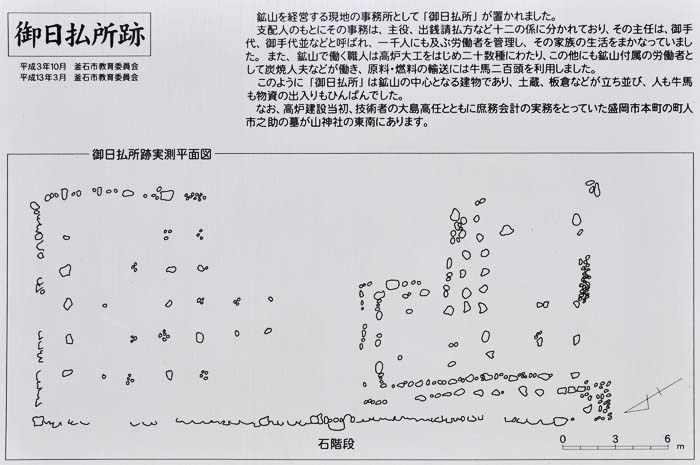 御日払所跡
平成3年10月　釜石市教育委員会
平成13年3月　釜石市教育委員会
鉱山を経営する現地の事務所として「御日払所」が置かれました。
支配人のもとにその事務は、主役、出銭請払方など十二の係に分かれており、その主任は、御手
代、御手代並などと呼ばれ、一千人にも及ぶ労働者を管理し、その家族の生活をまかなっていまし
た。また、鉱山で働く職人は高炉大工をはじめ二十数種にわたり、この他にも鉱山付属の労働者と
して炭焼人夫などが働き、原料・燃料の輸送には牛馬二百頭を利用しました。
このように「御日払所」は鉱山の中心となる建物であり、土蔵、板倉などが立ち並び、人も牛馬
も物資の出入りもひんぱんでした。
なお、高炉建設当初、技術者の大島高任とともに庶務会計の実務をとっていた盛岡市本町の町人
市之助の墓が山神社の東南にあります。
御日払所跡実測平面図
石階段
0 3 6
m